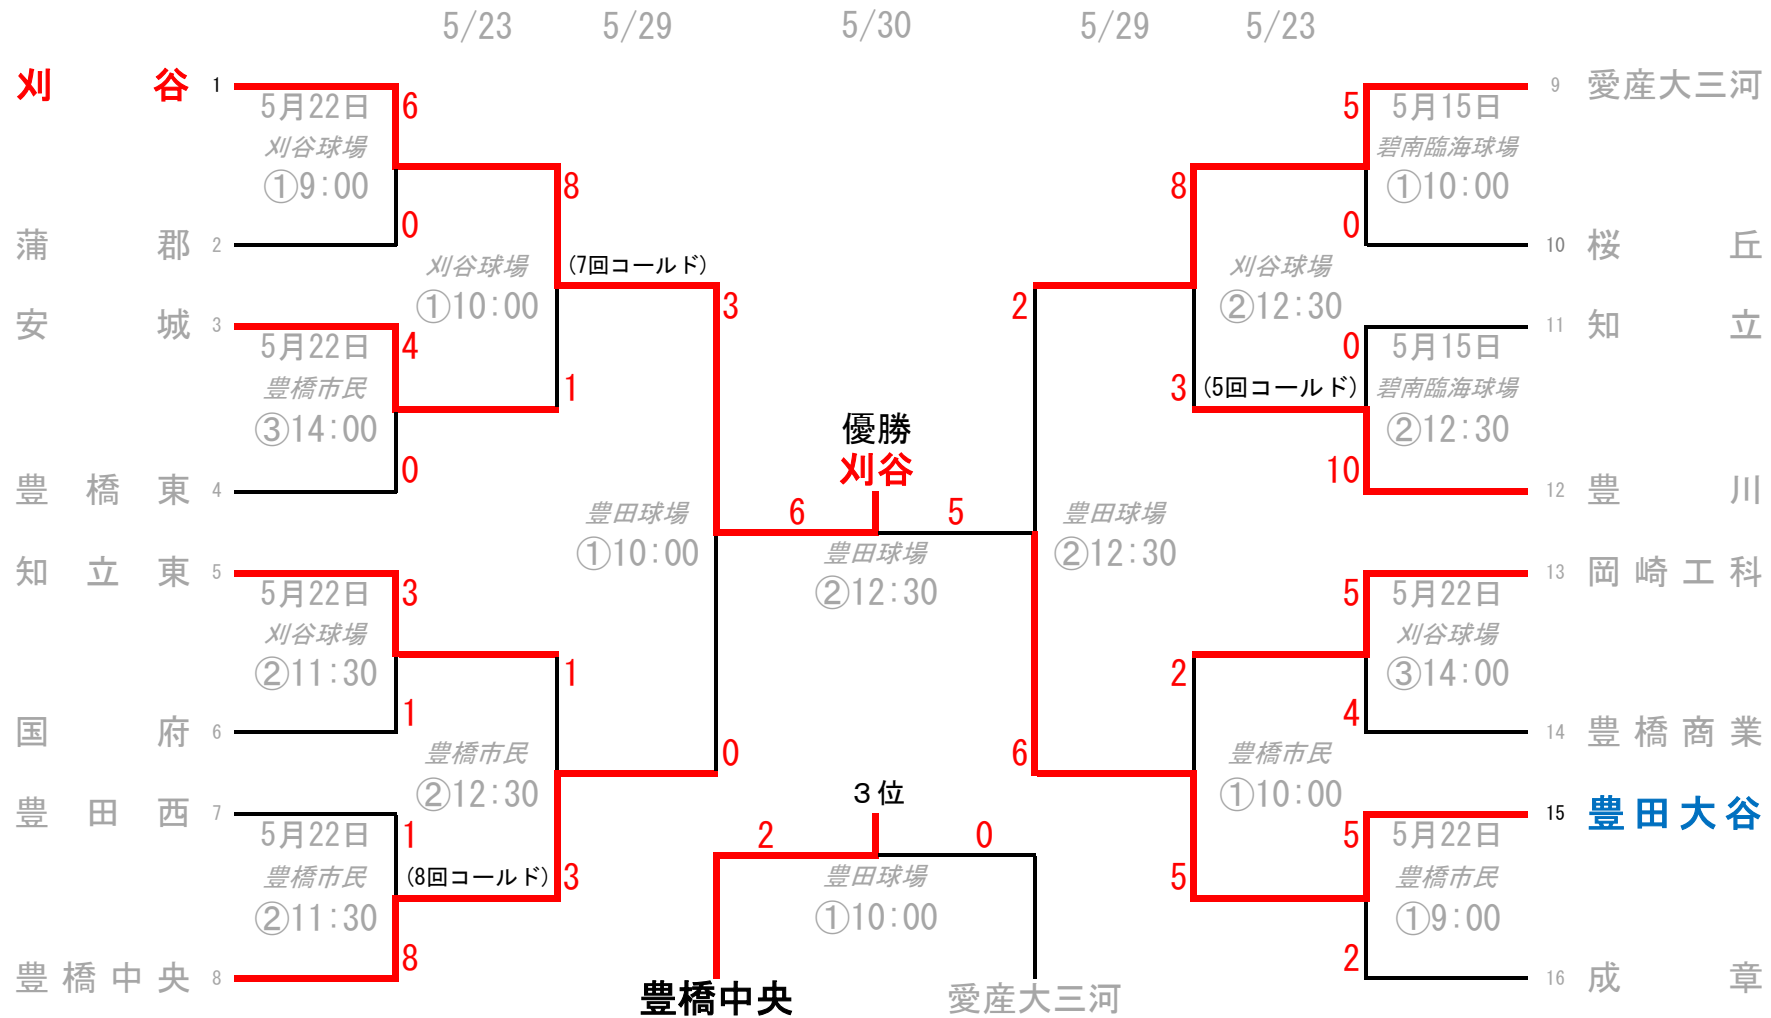 5/23 5/29 5/30 5/29 5/23
刈谷 1
5月22日
刈谷球場
①9:00
6
0
蒲郡 2
安城 3
5月22日
豊橋市民
③14:00
4
0
豊橋東 4
知立東 5
5月22日
刈谷球場
②11:30
3
1
国府 6
豊田西 7
5月22日
豊橋市民
②11:30
1
(8回コールド)
8
豊橋中央 8
8
刈谷球場
①10:00
(7回コールド)
1
1
豊橋市民
②12:30
3
3
豊田球場
①10:00
0
優勝
刈谷
6 5
豊田球場
②12:30
3位
2 0
豊田球場
①10:00
豊橋中央 愛産大三河
2
豊田球場
②12:30
6
8
刈谷球場
②12:30
3
2
豊橋市民
①10:00
5
9 愛産大三河
5
5月15日
碧南臨海球場
①10:00
0
10 桜丘
11 知立
0
5月15日
(5回コールド)
碧南臨海球場
②12:30
10
12 豊川
13 岡崎工科
5
5月22日
刈谷球場
③14:00
4
14 豊橋商業
15 豊田大谷
5
5月22日
豊橋市民
①9:00
2
16 成章